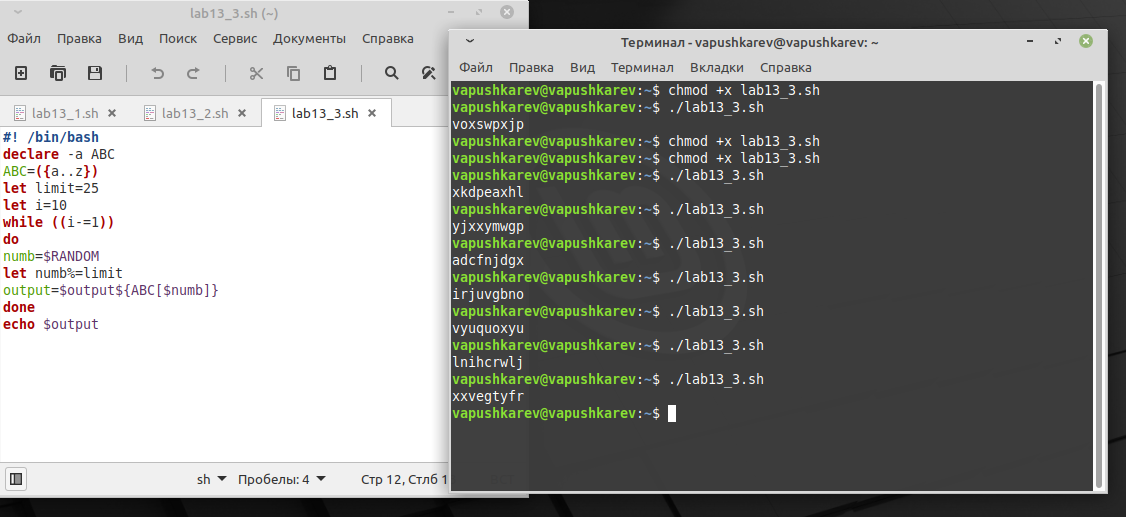 lab13_3.sh (~)
Файл Правка Вид Поиск Сервис Документы Справка
lab13_1.sh lab13_2.sh lab13_3.sh
#! /bin/bash
declare -a ABC
ABC=({a..z})
let limit=25
let i=10
while ((i-=1))
do
numb=$RANDOM
let numb%=limit
output=$output${ABC[$numb]}
done
echo $output
sh Пробелы: 4 Стр 12, Стлб 1
Терминал - vapushkarev@vapushkarev: ~
Файл Правка Вид Терминал Вкладки Справка
vapushkarev@vapushkarev:~$ chmod +x lab13_3.sh
vapushkarev@vapushkarev:~$ ./lab13_3.sh
voxswpxjp
vapushkarev@vapushkarev:~$ chmod +x lab13_3.sh
vapushkarev@vapushkarev:~$ chmod +x lab13_3.sh
vapushkarev@vapushkarev:~$ ./lab13_3.sh
xkdpeaxhl
vapushkarev@vapushkarev:~$ ./lab13_3.sh
yjxxymwgp
vapushkarev@vapushkarev:~$ ./lab13_3.sh
adcfnjdgx
vapushkarev@vapushkarev:~$ ./lab13_3.sh
irjuvgbno
vapushkarev@vapushkarev:~$ ./lab13_3.sh
vyuquoxyu
vapushkarev@vapushkarev:~$ ./lab13_3.sh
lnihcrwlj
vapushkarev@vapushkarev:~$ ./lab13_3.sh
xxvegtyfr
vapushkarev@vapushkarev:~$